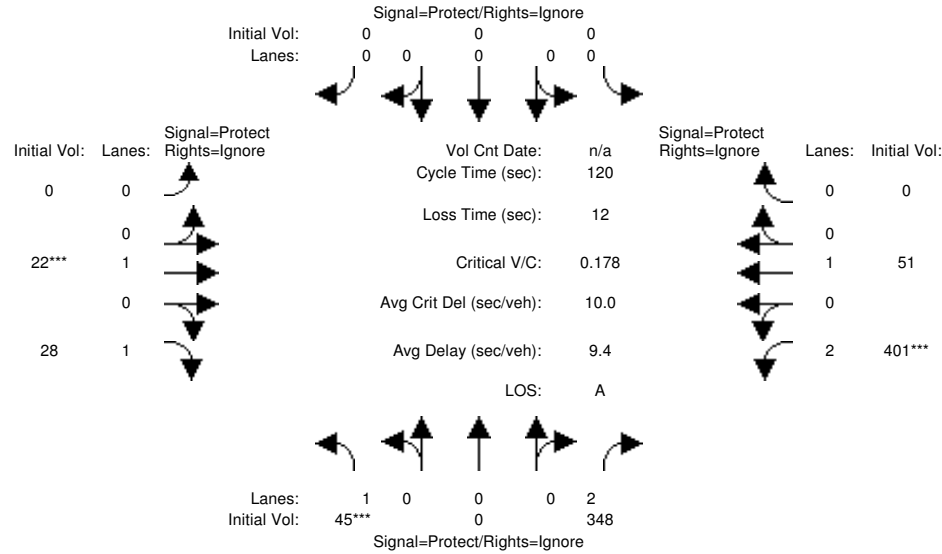 Signal=Protect/Rights=Ignore
Initial Vol: 0 0 0
Lanes: 0 0 0 0 0
Signal=Protect
Initial Vol: Lanes: Rights=Ignore
Vol Cnt Date: n/a
Signal=Protect
Rights=Ignore Lanes: Initial Vol:
Cycle Time (sec): 120
0 0
0 0
Loss Time (sec): 12
0
0
22*** 1
Critical V/C: 0.178
1 51
0
Avg Crit Del (sec/veh): 10.0
0
28 1
Avg Delay (sec/veh): 9.4
2 401***
LOS: A
Lanes: 1 0 0 0 2
Initial Vol: 45*** 0 348
Signal=Protect/Rights=Ignore